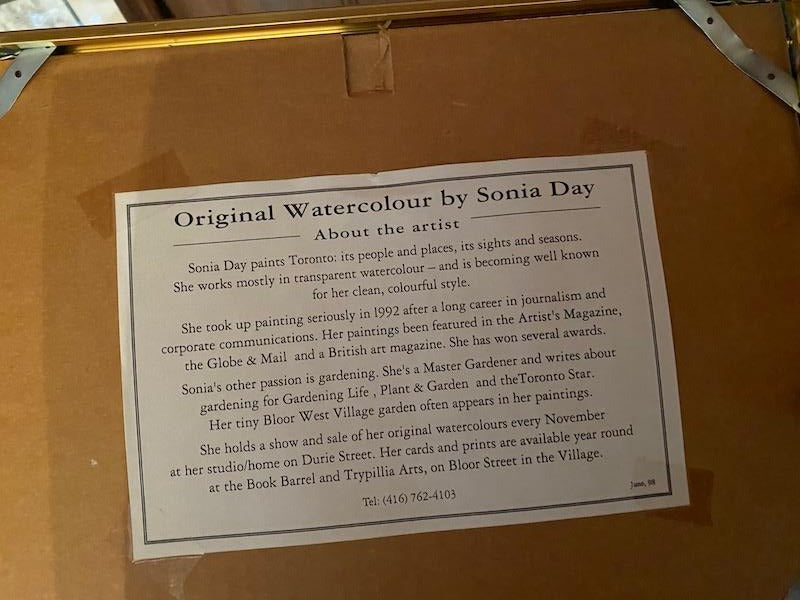 Original Watercolour by Sonia Day
About the artist
Sonia Day paints Toronto: its people and places, its sights and seasons.
She works mostly in transparent watercolour – and is becoming well known
for her clean, colourful style.
She took up painting seriously in 1992 after a long career in journalism and
corporate communications. Her paintings been featured in the Artist's Magazine,
the Globe & Mail and a British art magazine. She has won several awards.
Sonia's other passion is gardening. She's a Master Gardener and writes about
gardening for Gardening Life , Plant & Garden and theToronto Star.
Her tiny Bloor West Village garden often appears in her paintings.
She holds a show and sale of her original watercolours every November
at her studio/home on Durie Street. Her cards and prints are available year round
at the Book Barrel and Trypillia Arts, on Bloor Street in the Village.
Tel: (416) 762-4103
June, 98